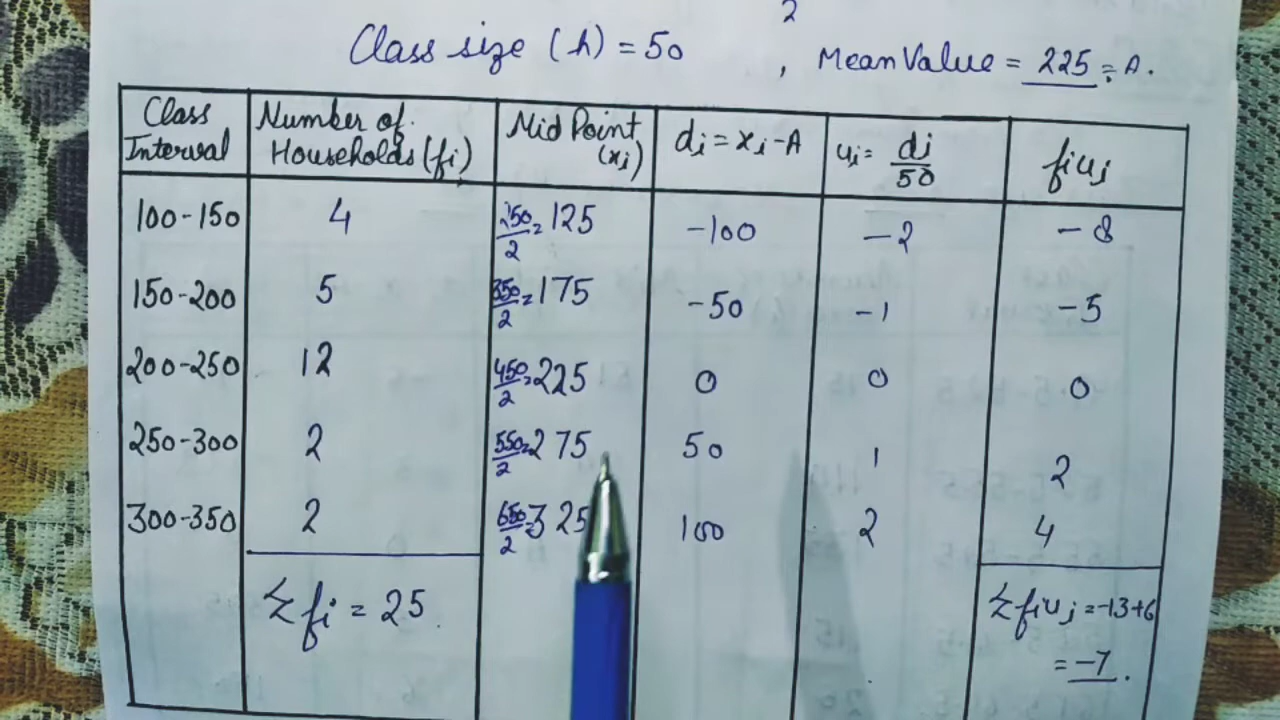 2
Class size (h) = 50 , Mean Value = 225 = A.
Class Interval | Number of Households (fi) | Mid Point (xi) | di = xi - A | ui = di/50 | fiui
100-150 | 4 | 250/2 = 125 | -100 | -2 | -8
150-200 | 5 | 350/2 = 175 | -50 | -1 | -5
200-250 | 12 | 450/2 = 225 | 0 | 0 | 0
250-300 | 2 | 550/2 = 275 | 50 | 1 | 2
300-350 | 2 | 650/2 = 325 | 100 | 2 | 4
Σfi = 25 | Σfiui = -13+6
= -7.